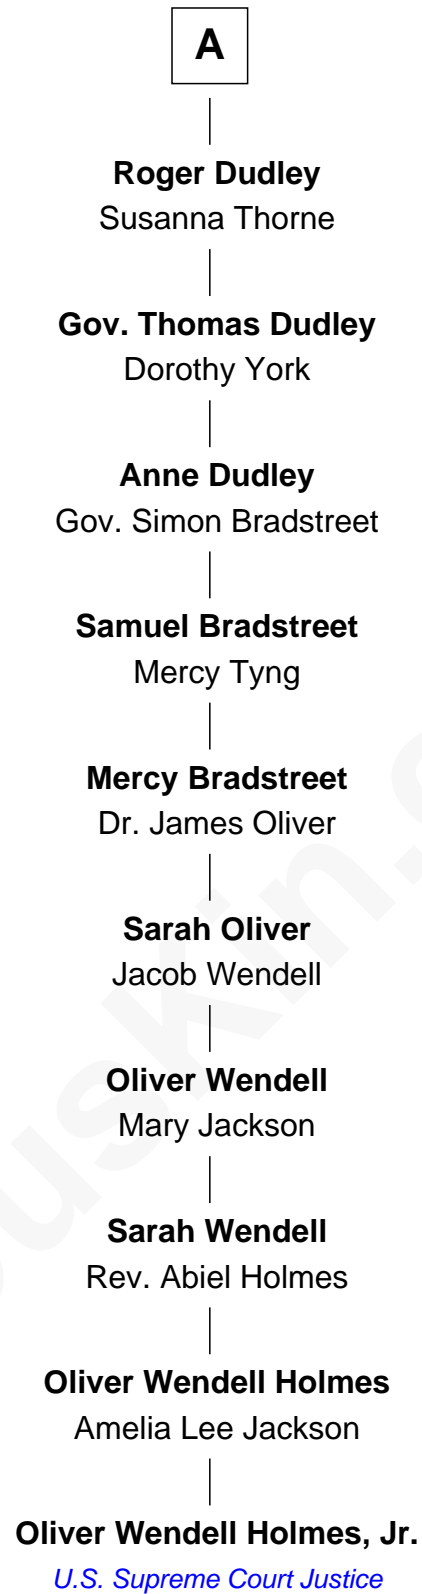 A
Roger Dudley
Susanna Thorne
Gov. Thomas Dudley
Dorothy York
Anne Dudley
Gov. Simon Bradstreet
Samuel Bradstreet
Mercy Tyng
Mercy Bradstreet
Dr. James Oliver
Sarah Oliver
Jacob Wendell
Oliver Wendell
Mary Jackson
Sarah Wendell
Rev. Abiel Holmes
Oliver Wendell Holmes
Amelia Lee Jackson
Oliver Wendell Holmes, Jr.
U.S. Supreme Court Justice